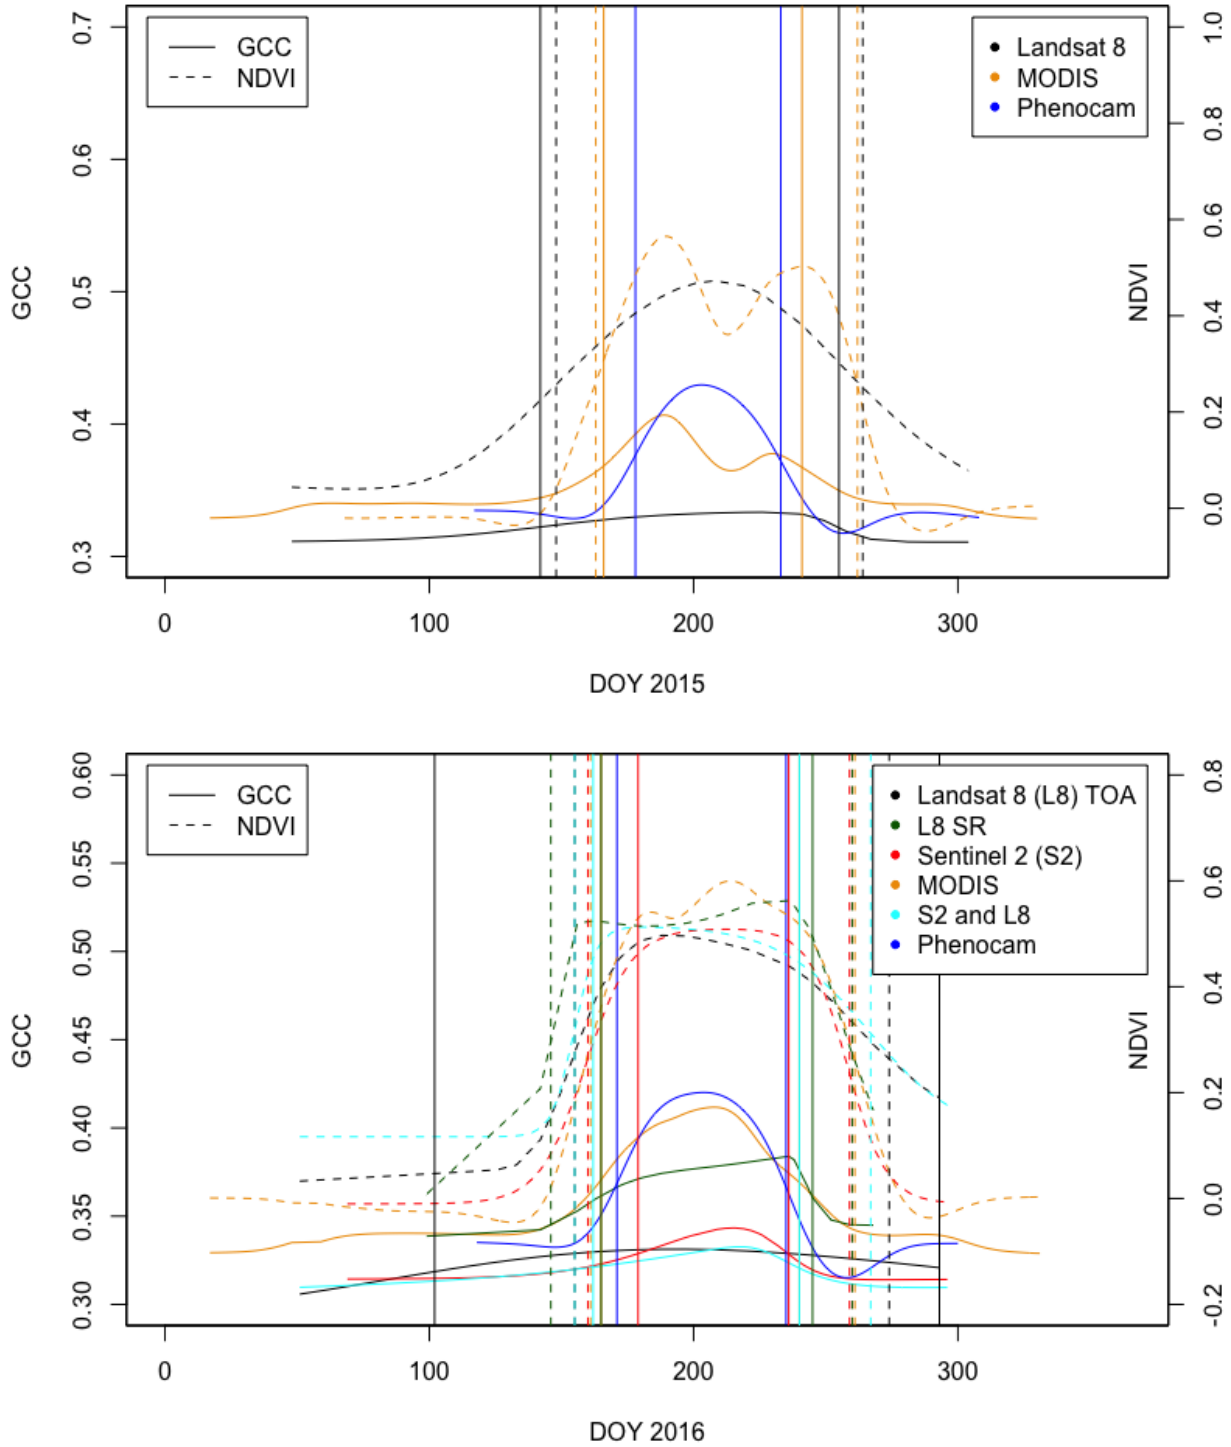 0.7
0.6
0.5
0.4
0.3
GCC
GCC
NDVI
Landsat 8
MODIS
Phenocam
1.0
0.8
0.6
0.4
0.2
0.0
NDVI
0 100 200 300
DOY 2015
0.60
0.55
0.50
0.45
0.40
0.35
0.30
GCC
GCC
NDVI
Landsat 8 (L8) TOA
L8 SR
Sentinel 2 (S2)
MODIS
S2 and L8
Phenocam
0.8
0.6
0.4
0.2
0.0
-0.2
NDVI
0 100 200 300
DOY 2016